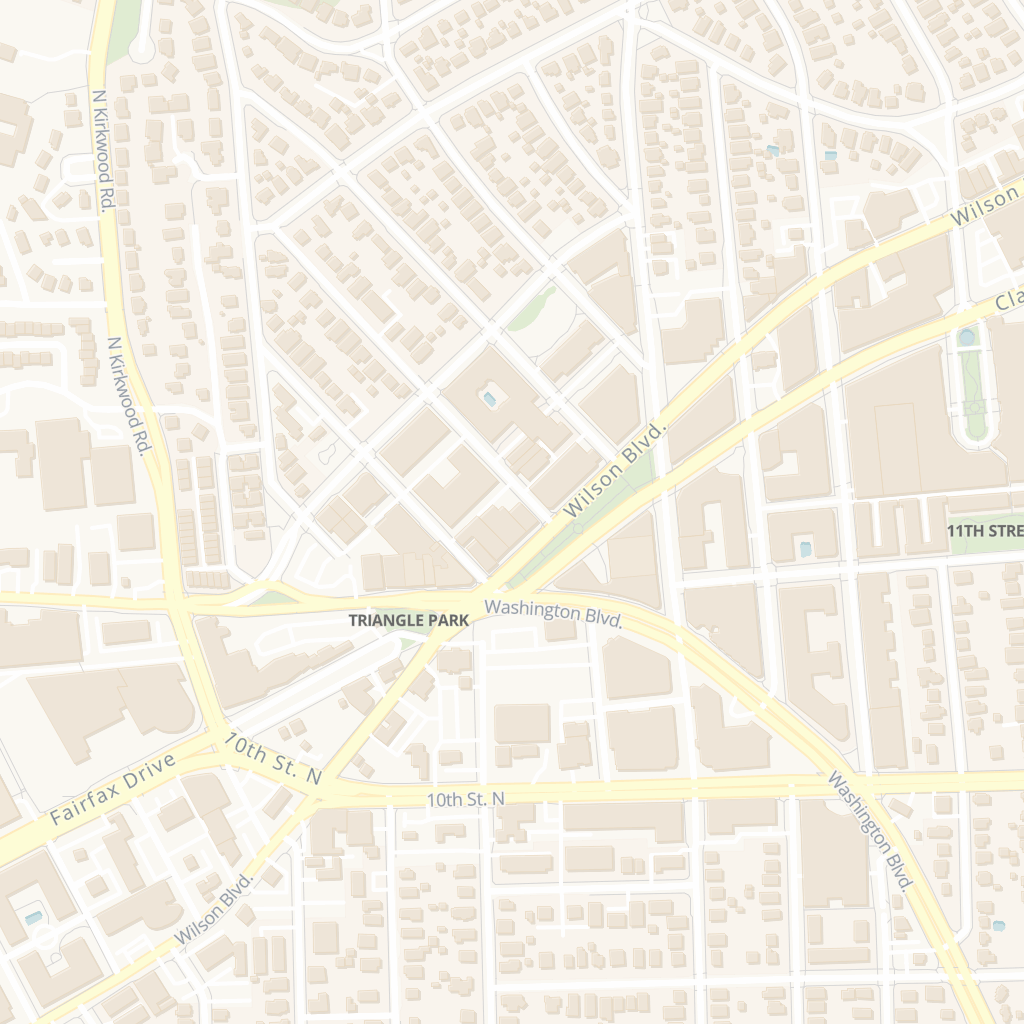 N Kirkwood Rd.
Wilson
Cla
N Kirkwood Rd.
Wilson Blvd.
11TH STRE
Washington Blvd.
TRIANGLE PARK
10th St. N
Fairfax Drive
10th St. N
Washington Blvd.
Wilson Blvd.